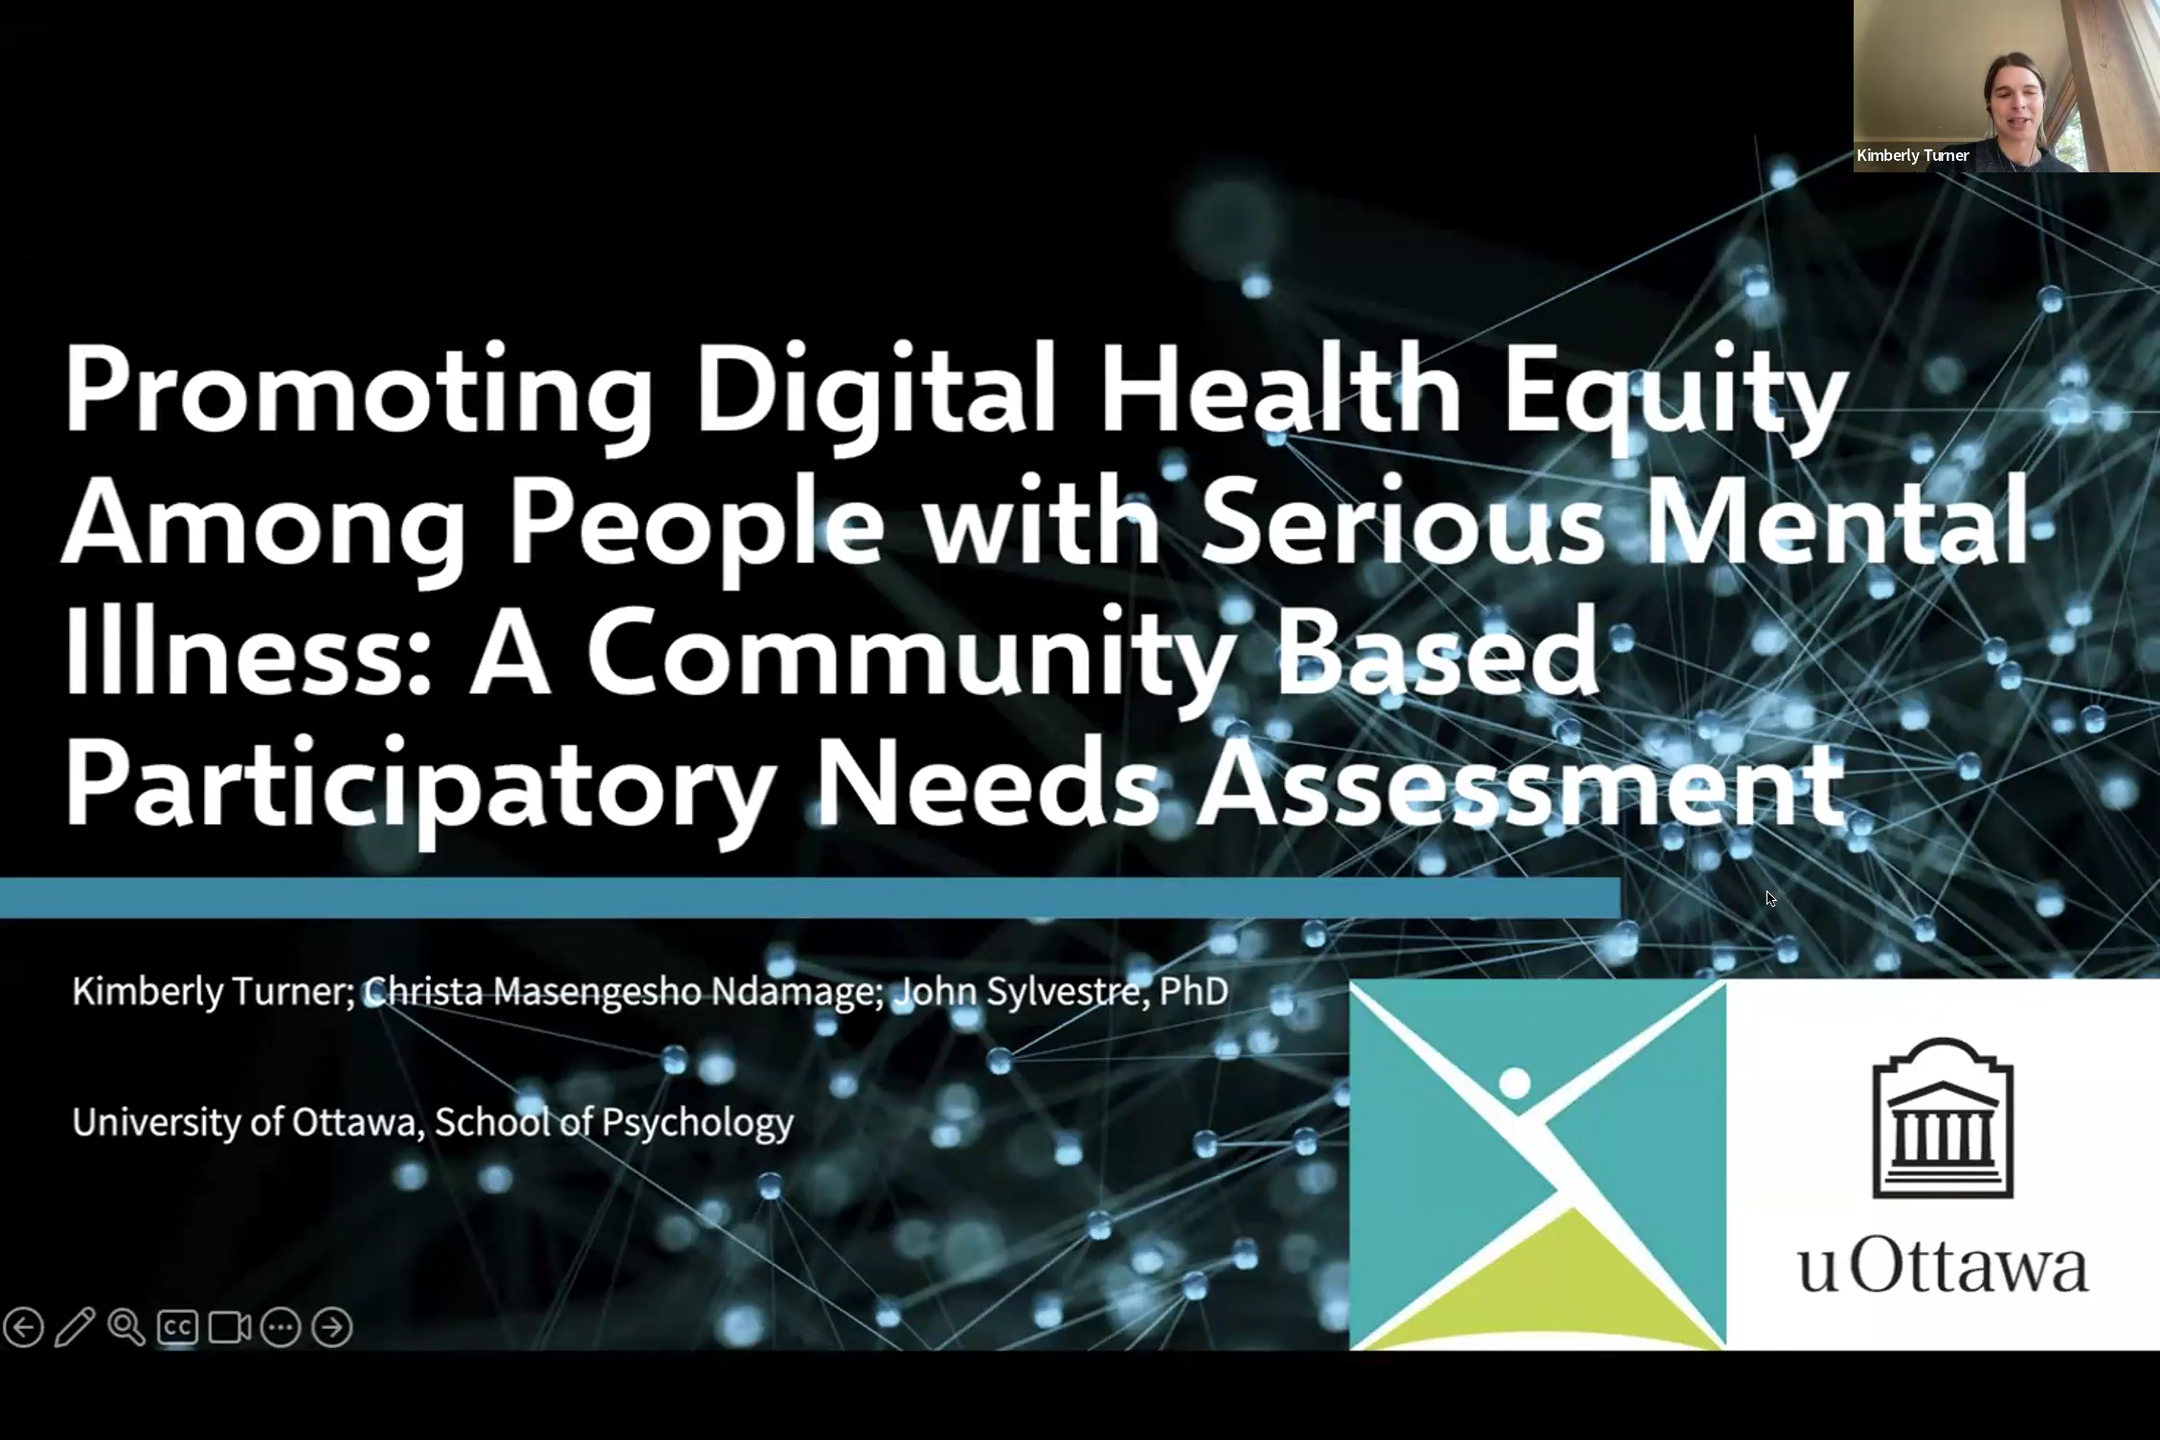 Kimberly Turner
Promoting Digital Health Equity
Among People with Serious Mental
Illness: A Community Based
Participatory Needs Assessment
Kimberly Turner; Christa Masengesho Ndamage; John Sylvestre, PhD
University of Ottawa, School of Psychology
uOttawa
CC